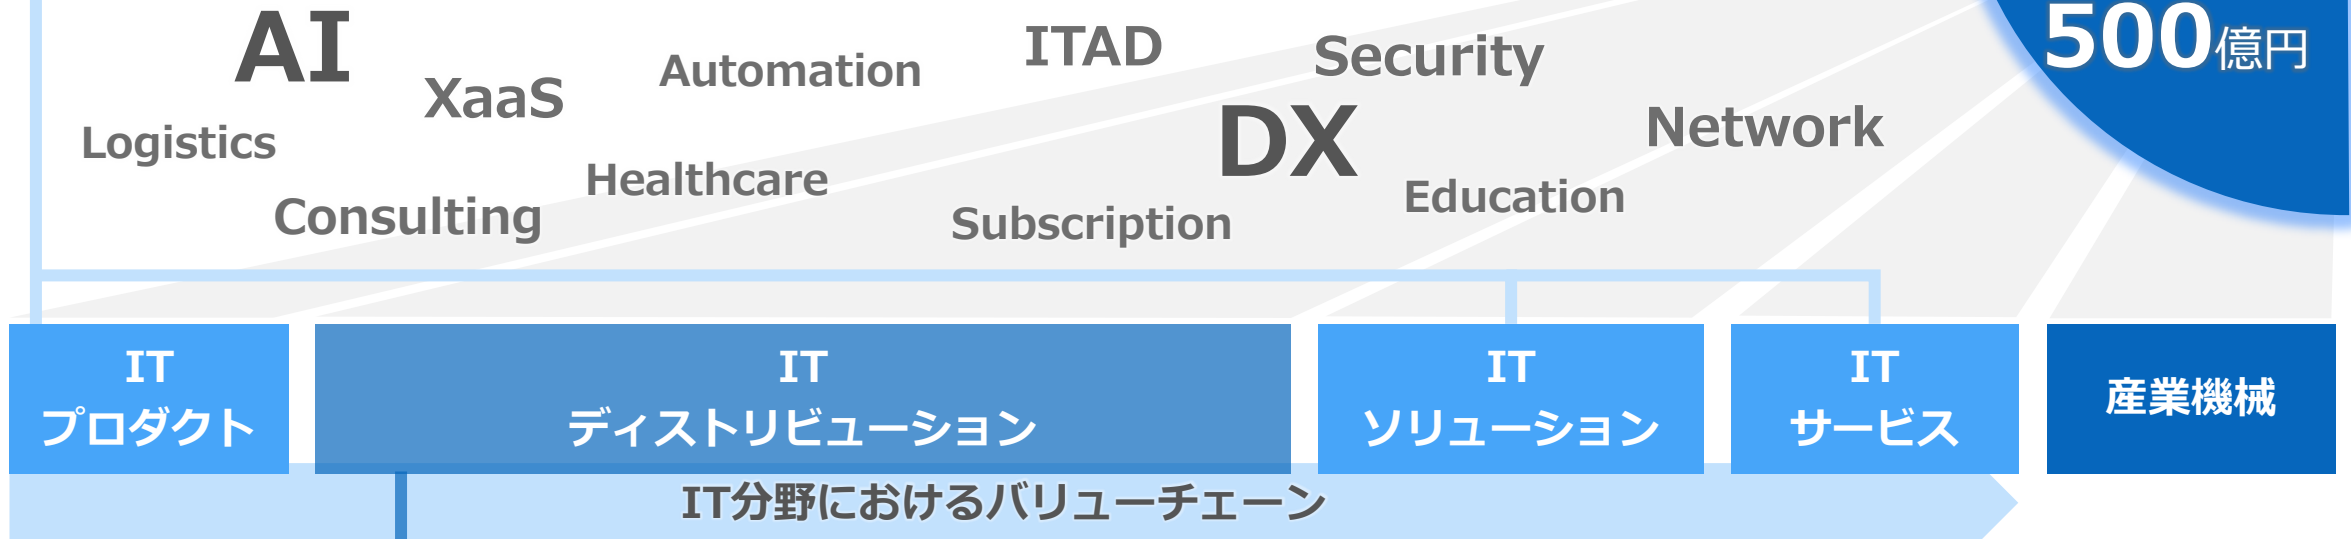 AI
ITAD
Security
500億円
Automation
XaaS
Network
DX
Logistics
Healthcare
Education
Consulting
Subscription
IT
プロダクト
IT
ディストリビューション
IT
ソリューション
IT
サービス
産業機械
IT分野におけるバリューチェーン